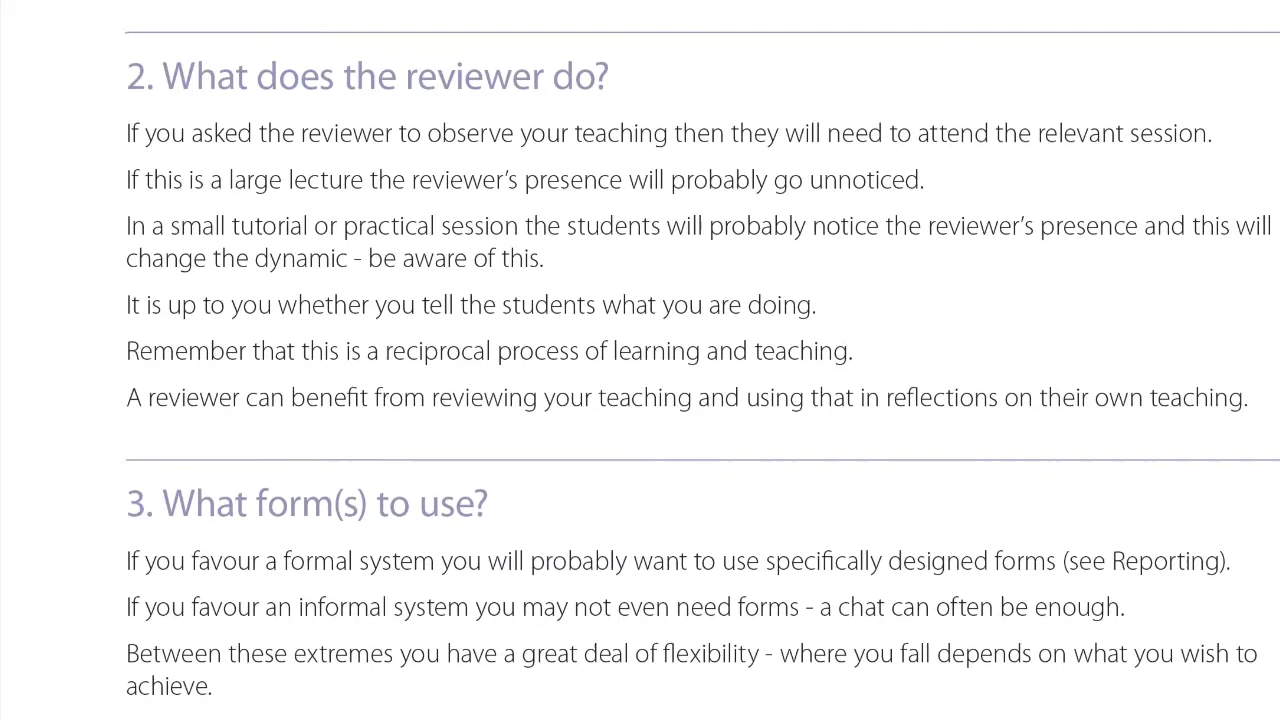 2. What does the reviewer do?
If you asked the reviewer to observe your teaching then they will need to attend the relevant session.
If this is a large lecture the reviewer’s presence will probably go unnoticed.
In a small tutorial or practical session the students will probably notice the reviewer’s presence and this will
change the dynamic - be aware of this.
It is up to you whether you tell the students what you are doing.
Remember that this is a reciprocal process of learning and teaching.
A reviewer can benefit from reviewing your teaching and using that in reflections on their own teaching.
3. What form(s) to use?
If you favour a formal system you will probably want to use specifically designed forms (see Reporting).
If you favour an informal system you may not even need forms - a chat can often be enough.
Between these extremes you have a great deal of flexibility - where you fall depends on what you wish to
achieve.